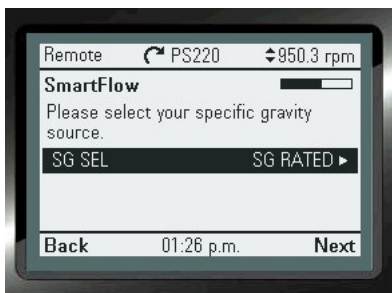 Remote PS220 950.3 rpm
SmartFlow
Please select your specific gravity
source.
SG SEL SG RATED
Back 01:26 p.m. Next